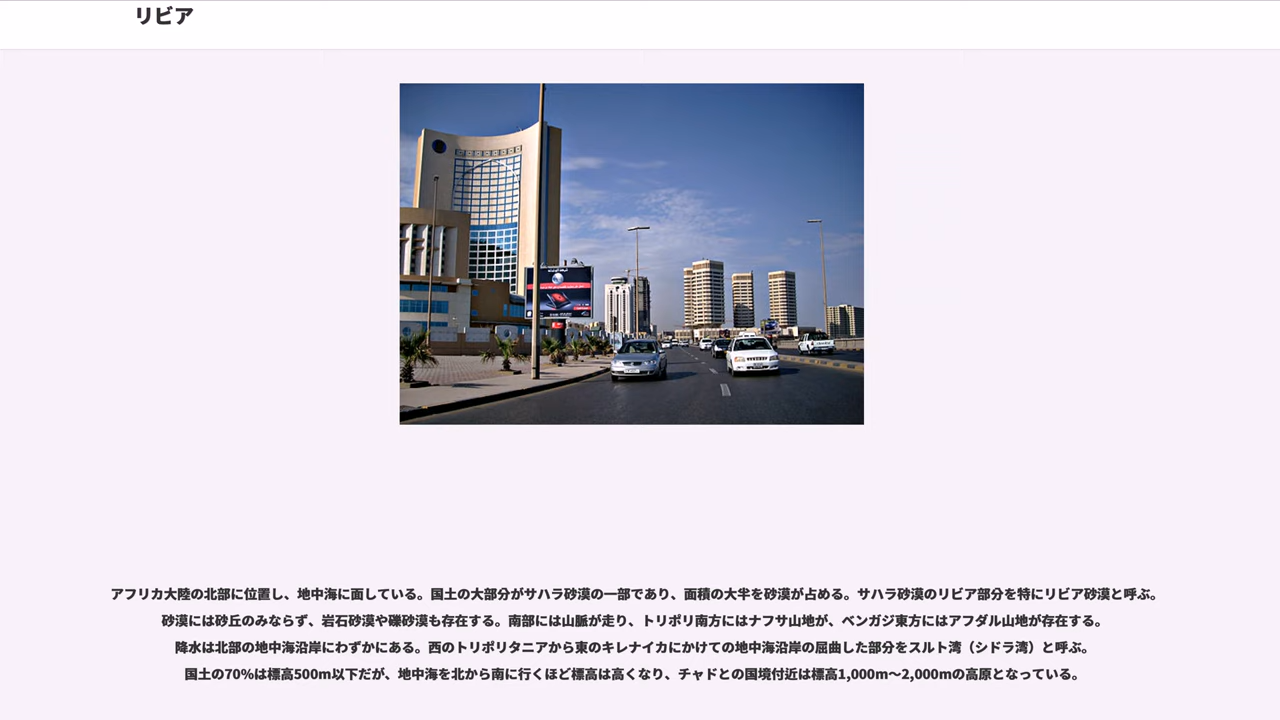 リビア
アフリカ大陸の北部に位置し、地中海に面している。国土の大部分がサハラ砂漠の一部であり、面積の大半を砂漠が占める。サハラ砂漠のリビア部分を特にリビア砂漠と呼ぶ。
砂漠には砂丘のみならず、岩石砂漠や礫砂漠も存在する。南部には山脈が走り、トリポリ南方にはナフサ山地が、ベンガジ東方にはアフダル山地が存在する。
降水は北部の地中海沿岸にわずかにある。西のトリポリタニアから東のキレナイカにかけての地中海沿岸の屈曲した部分をスルト湾（シドラ湾）と呼ぶ。
国土の70%は標高500m以下だが、地中海を北から南に行くほど標高は高くなり、チャドとの国境付近は標高1,000m〜2,000mの高原となっている。